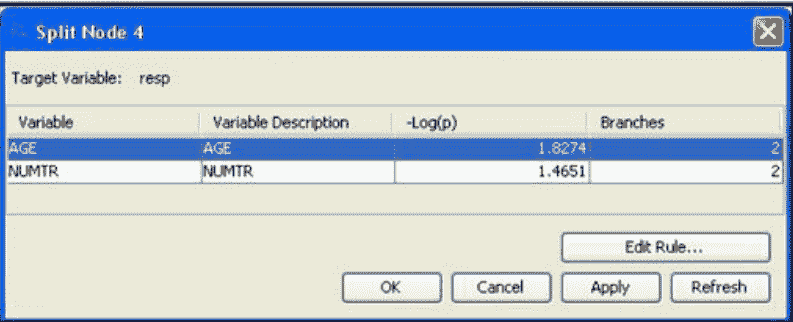 Split Node 4
Target Variable: resp
Variable Variable Description -Log(p) Branches
AGE AGE 1.8274 2
NUMTR NUMTR 1.4651 2
Edit Rule...
OK Cancel Apply Refresh